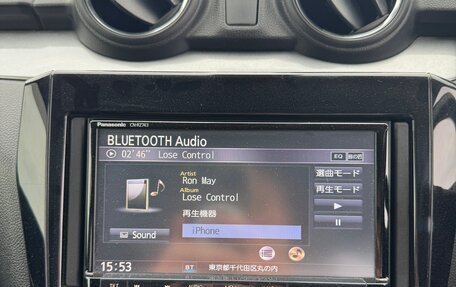 Panasonic CN-RZ743
BLUETOOTH Audio
02'46" Lose Control
EQ
Artist
Ron May
選曲モード
Album
Lose Control
再生モード
再生機器
iPhone
Sound
15:53
BT 東京都千代田区丸の内